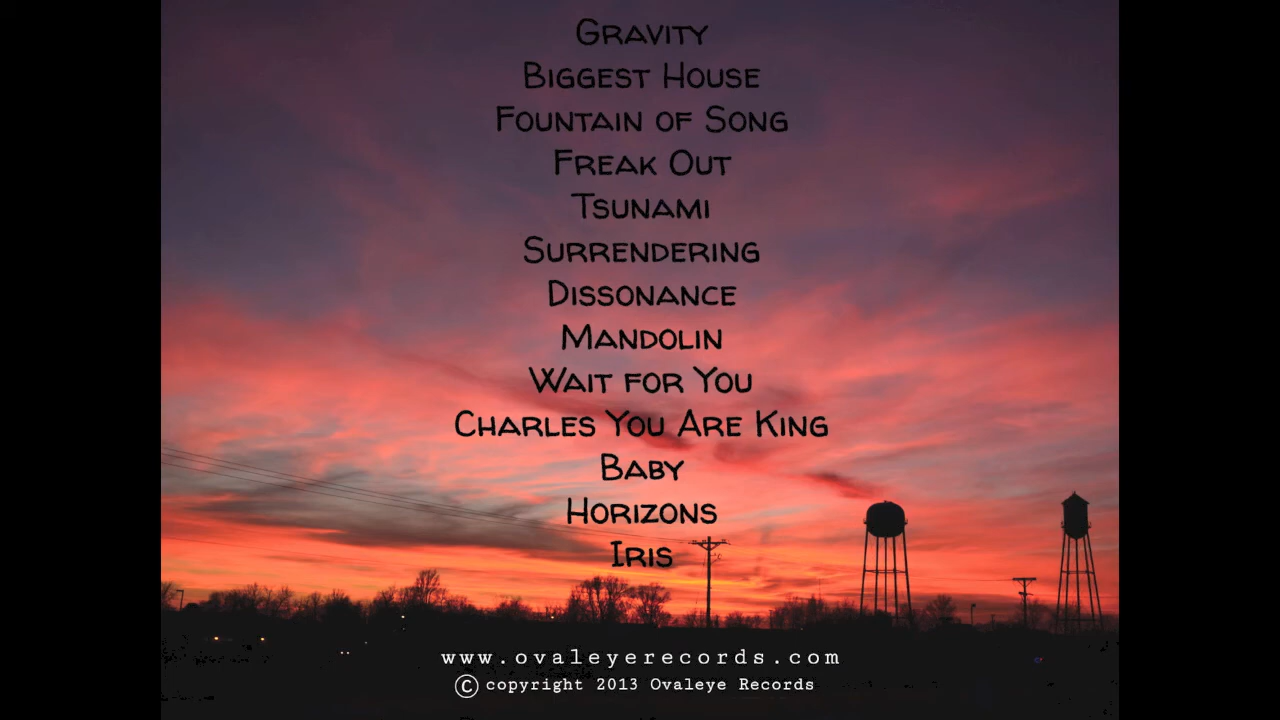 Gravity
Biggest House
Fountain of Song
Freak Out
Tsunami
Surrendering
Dissonance
Mandolin
Wait for You
Charles You Are King
Baby
Horizons
Iris
www.ovaleyerecords.com
© copyright 2013 Ovaleye Records